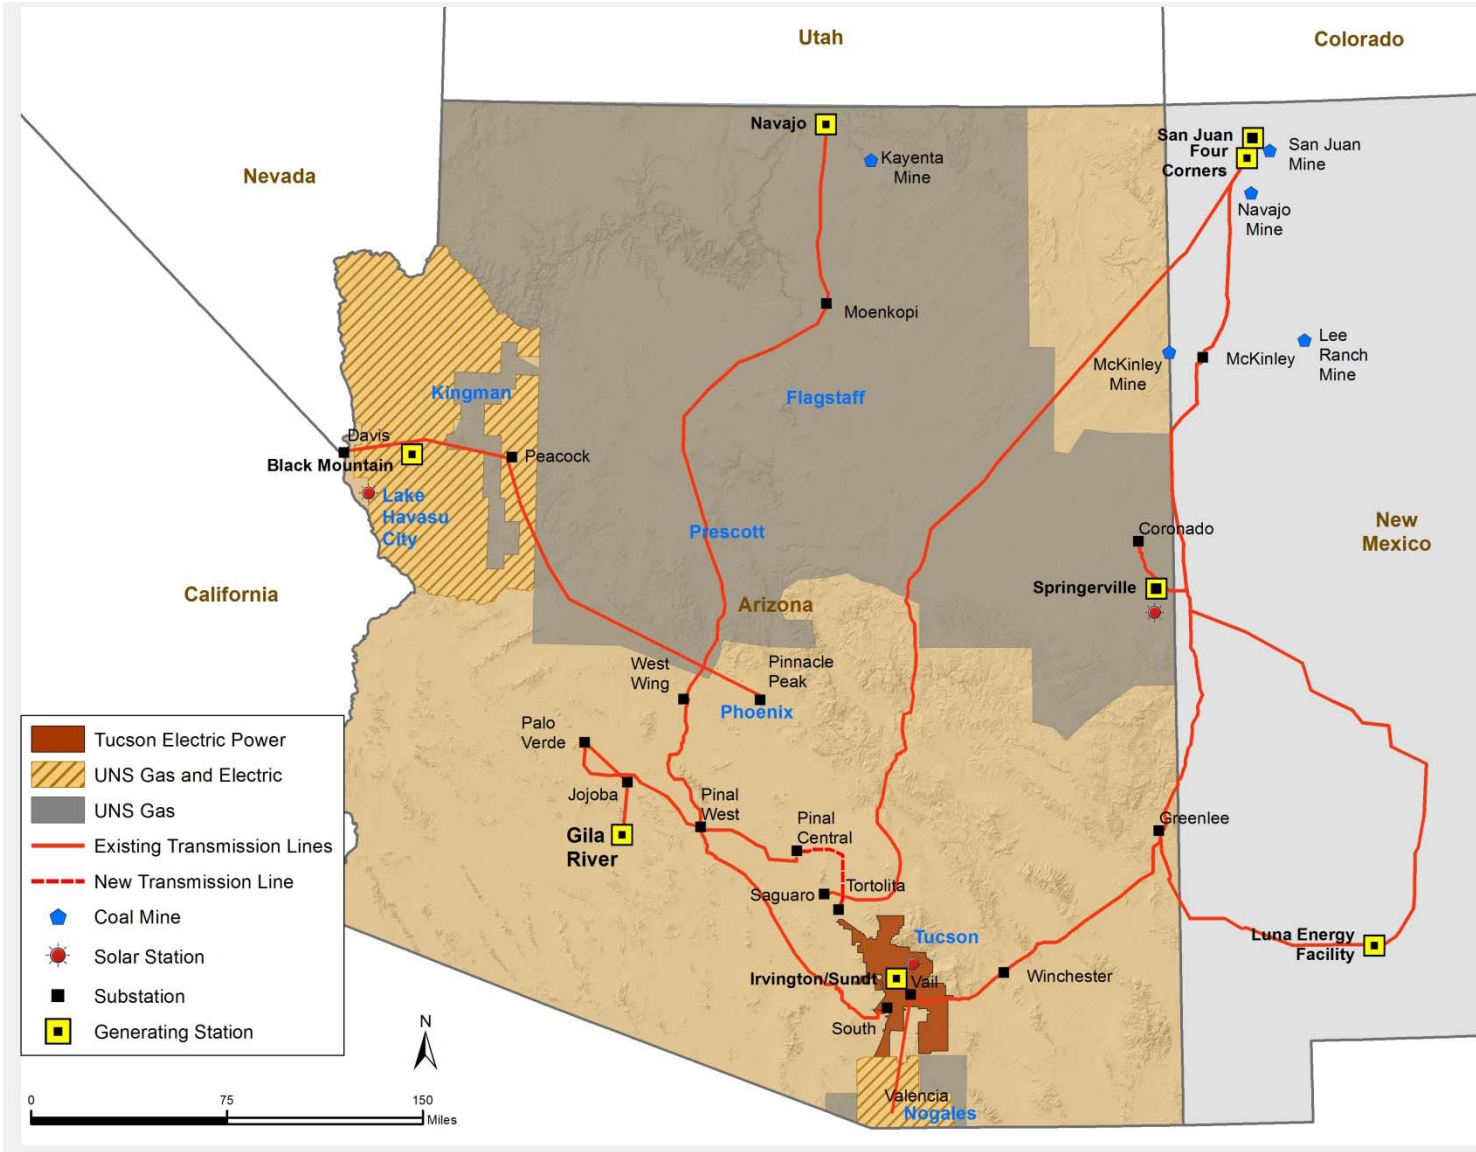 Utah
Colorado
Nevada
Navajo
Kayenta
Mine
San Juan
Four
Corners
San Juan
Mine
Navajo
Mine
Moenkopi
McKinley
Mine
McKinley
Lee
Ranch
Mine
Kingman
Flagstaff
Davis
Black Mountain
Peacock
Lake
Havasu
City
Prescott
Coronado
New
Mexico
California
Arizona
Springerville
West
Wing
Pinnacle
Peak
Phoenix
Palo
Verde
Jojoba
Pinal
West
Gila
River
Pinal
Central
Greenlee
Saguaro
Tortolita
Tucson
Luna Energy
Facility
Irvington/Sundt
Vail
Winchester
South
Valencia
Nogales
Tucson Electric Power
UNS Gas and Electric
UNS Gas
Existing Transmission Lines
New Transmission Line
Coal Mine
Solar Station
Substation
Generating Station
N
0 75 150
Miles